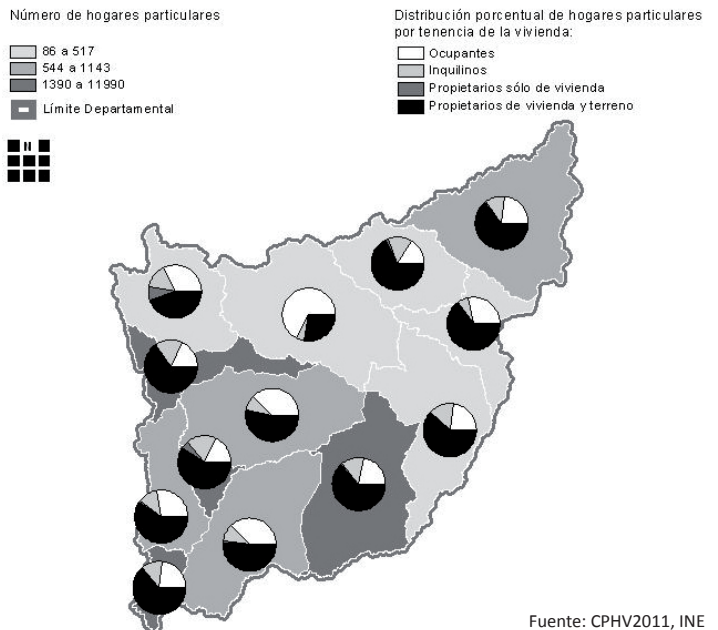 Número de hogares particulares
86 a 517
544 a 1143
1390 a 11990
Límite Departamental
N
Distribución porcentual de hogares particulares
por tenencia de la vivienda:
Ocupantes
Inquilinos
Propietarios sólo de vivienda
Propietarios de vivienda y terreno
Fuente: CPHV2011, INE